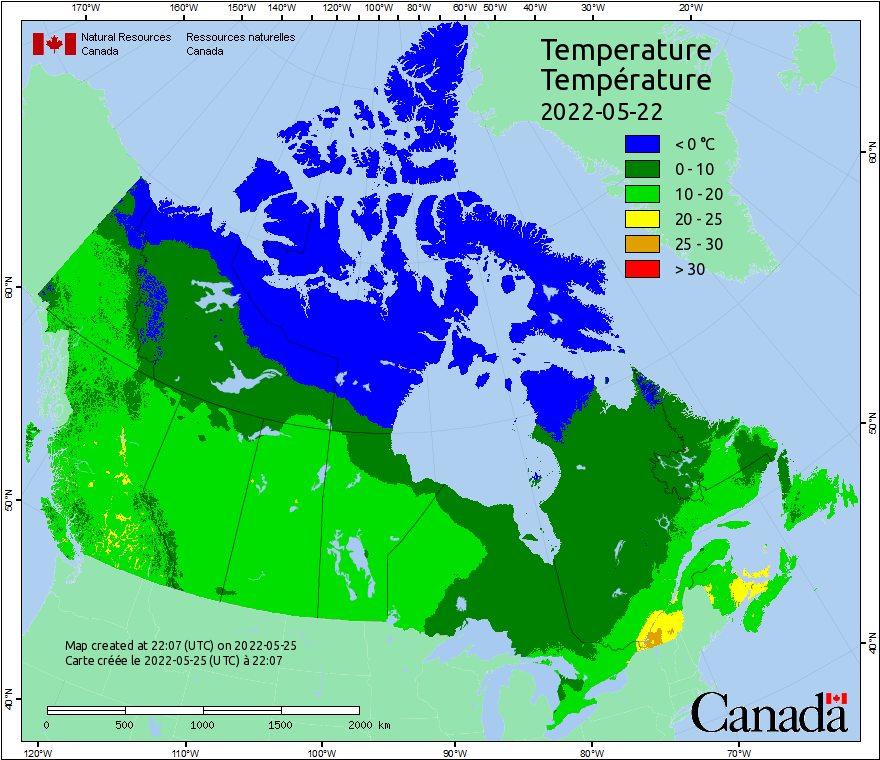 170°W 160°W 150°W 140°W 130°W 120°W 110°W 100°W 90°W 80°W 70°W 60°W 50°W 40°W 30°W 20°W
Natural Resources Canada
Ressources naturelles Canada
Temperature
Température
2022-05-22
< 0 °C
0 - 10
10 - 20
20 - 25
25 - 30
> 30
60°N
50°N
40°N
60°N
50°N
40°N
Map created at 22:07 (UTC) on 2022-05-25
Carte créée le 2022-05-25 (UTC) à 22:07
0 500 1000 1500 2000 km
Canada
120°W 110°W 100°W 90°W 80°W 70°W